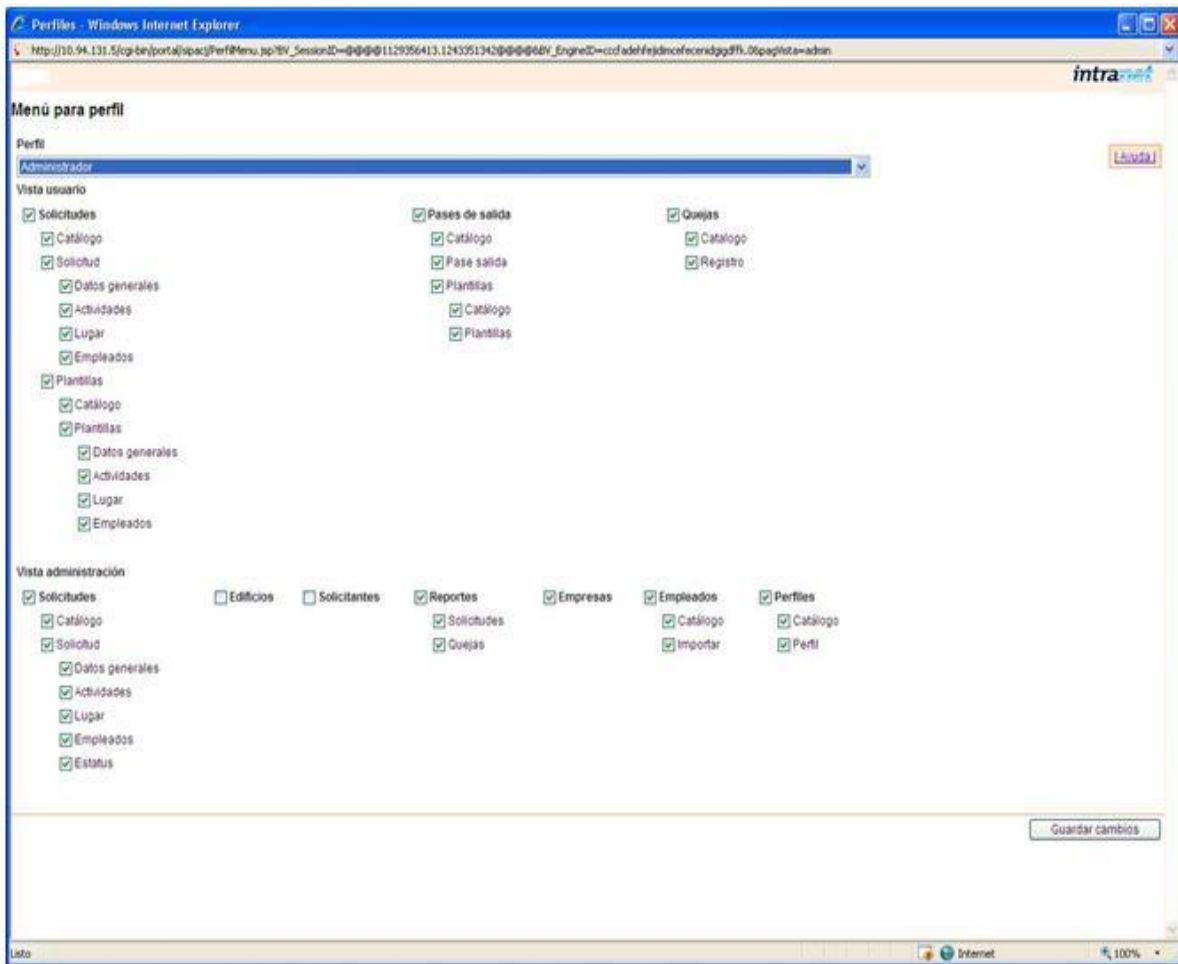 Perfiles - Windows Internet Explorer
intranet
Menú para perfil
Perfil
Administrador
[Ayuda]
Vista usuario
Solicitudes Pases de salida Quejas
Catálogo Catálogo Catalogo
Solicitud Pase salida Registro
Datos generales Plantillas
Actividades Catálogo
Lugar Plantillas
Empleados
Plantillas
Catálogo
Plantillas
Datos generales
Actividades
Lugar
Empleados
Vista administración
Solicitudes Edificios Solicitantes Reportes Empresas Empleados Perfiles
Catálogo Solicitudes Catálogo Catálogo
Solicitud Quejas Importar Perfil
Datos generales
Actividades
Lugar
Empleados
Estatus
Guardar cambios
Listo Internet 100%